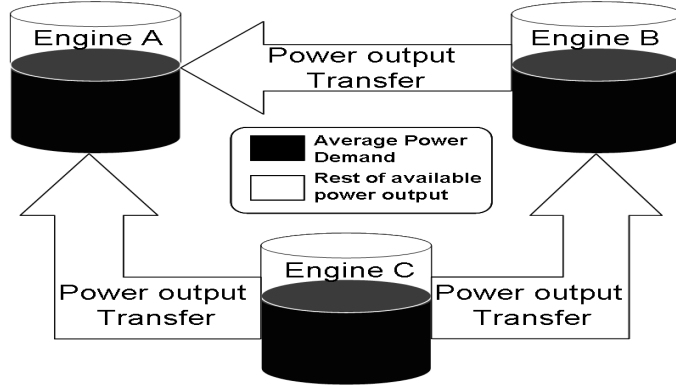 Engine A
Power output
Transfer
Engine B
Average Power
Demand
Rest of available
power output
Engine C
Power output
Transfer
Power output
Transfer